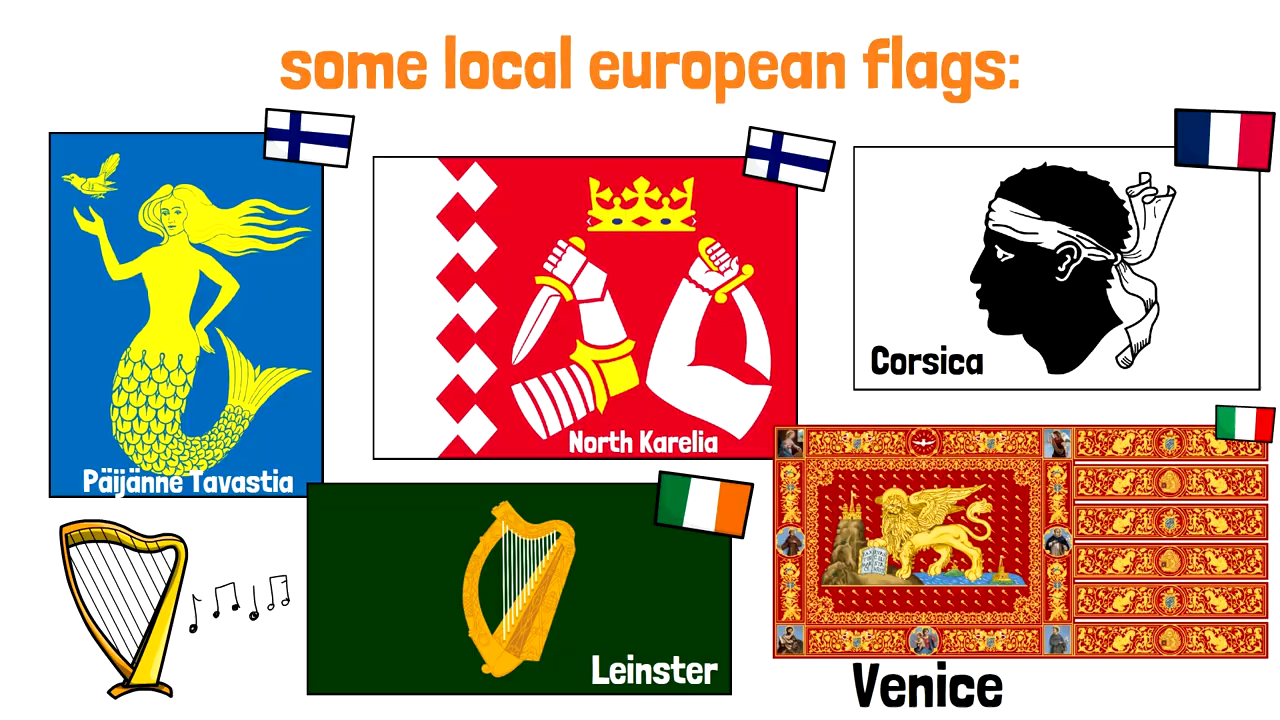 some local european flags:
Päijänne Tavastia
North Karelia
Corsica
Leinster
Venice